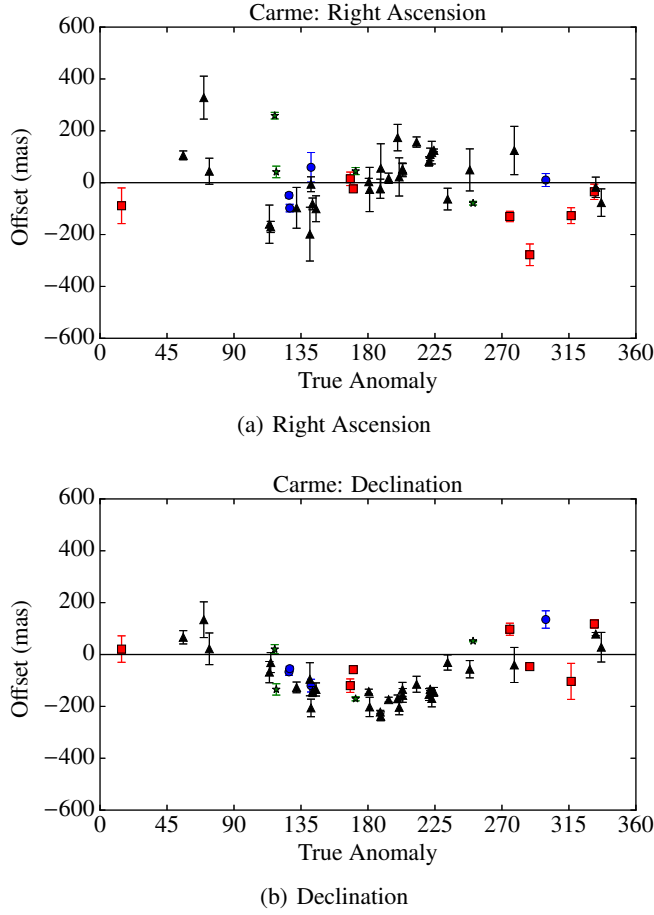 Carme: Right Ascension
600
400
200
0
−200
−400
−600
Offset (mas)
0 45 90 135 180 225 270 315 360
True Anomaly
(a) Right Ascension
Carme: Declination
600
400
200
0
−200
−400
−600
Offset (mas)
0 45 90 135 180 225 270 315 360
True Anomaly
(b) Declination